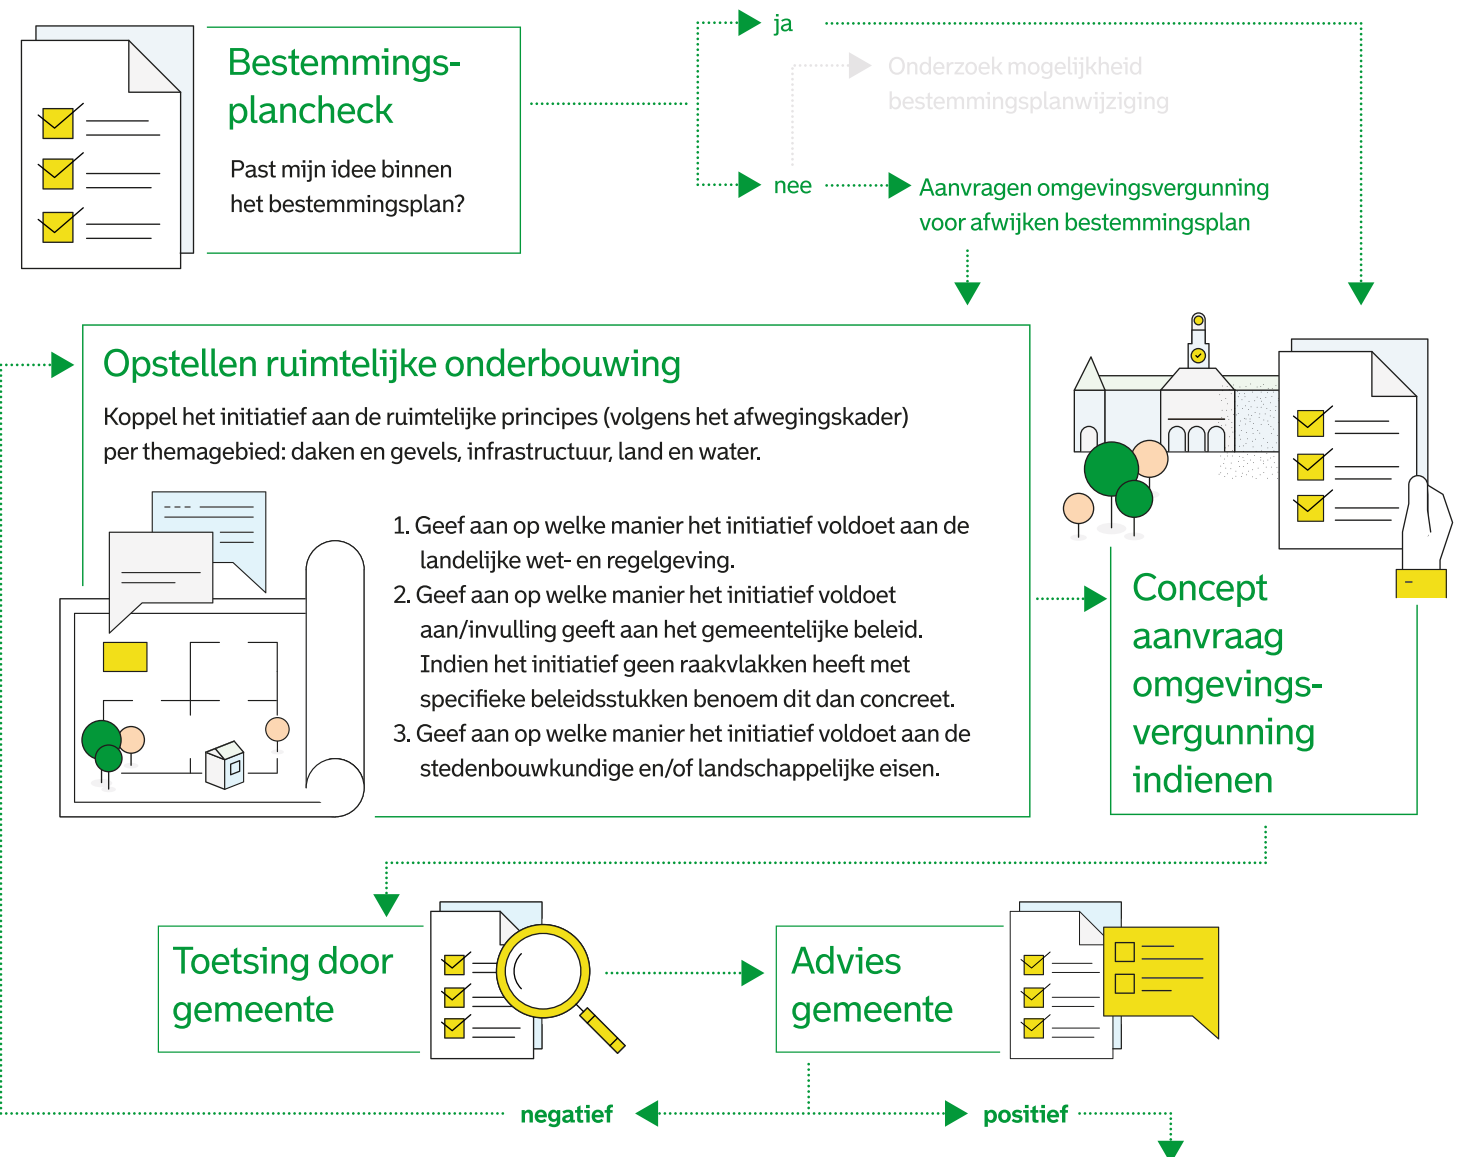 Bestemmings-
plancheck
Past mijn idee binnen
het bestemmingsplan?
ja
Onderzoek mogelijkheid
bestemmingsplanwijziging
nee
Aanvragen omgevingsvergunning
voor afwijken bestemmingsplan
Opstellen ruimtelijke onderbouwing
Koppel het initiatief aan de ruimtelijke principes (volgens het afwegingskader)
per themagebied: daken en gevels, infrastructuur, land en water.
1. Geef aan op welke manier het initiatief voldoet aan de
landelijke wet- en regelgeving.
2. Geef aan op welke manier het initiatief voldoet
aan/invulling geeft aan het gemeentelijke beleid.
Indien het initiatief geen raakvlakken heeft met
specifieke beleidsstukken benoem dit dan concreet.
3. Geef aan op welke manier het initiatief voldoet aan de
stedenbouwkundige en/of landschappelijke eisen.
Concept
aanvraag
omgevings-
vergunning
indienen
Toetsing door
gemeente
Advies
gemeente
negatief
positief